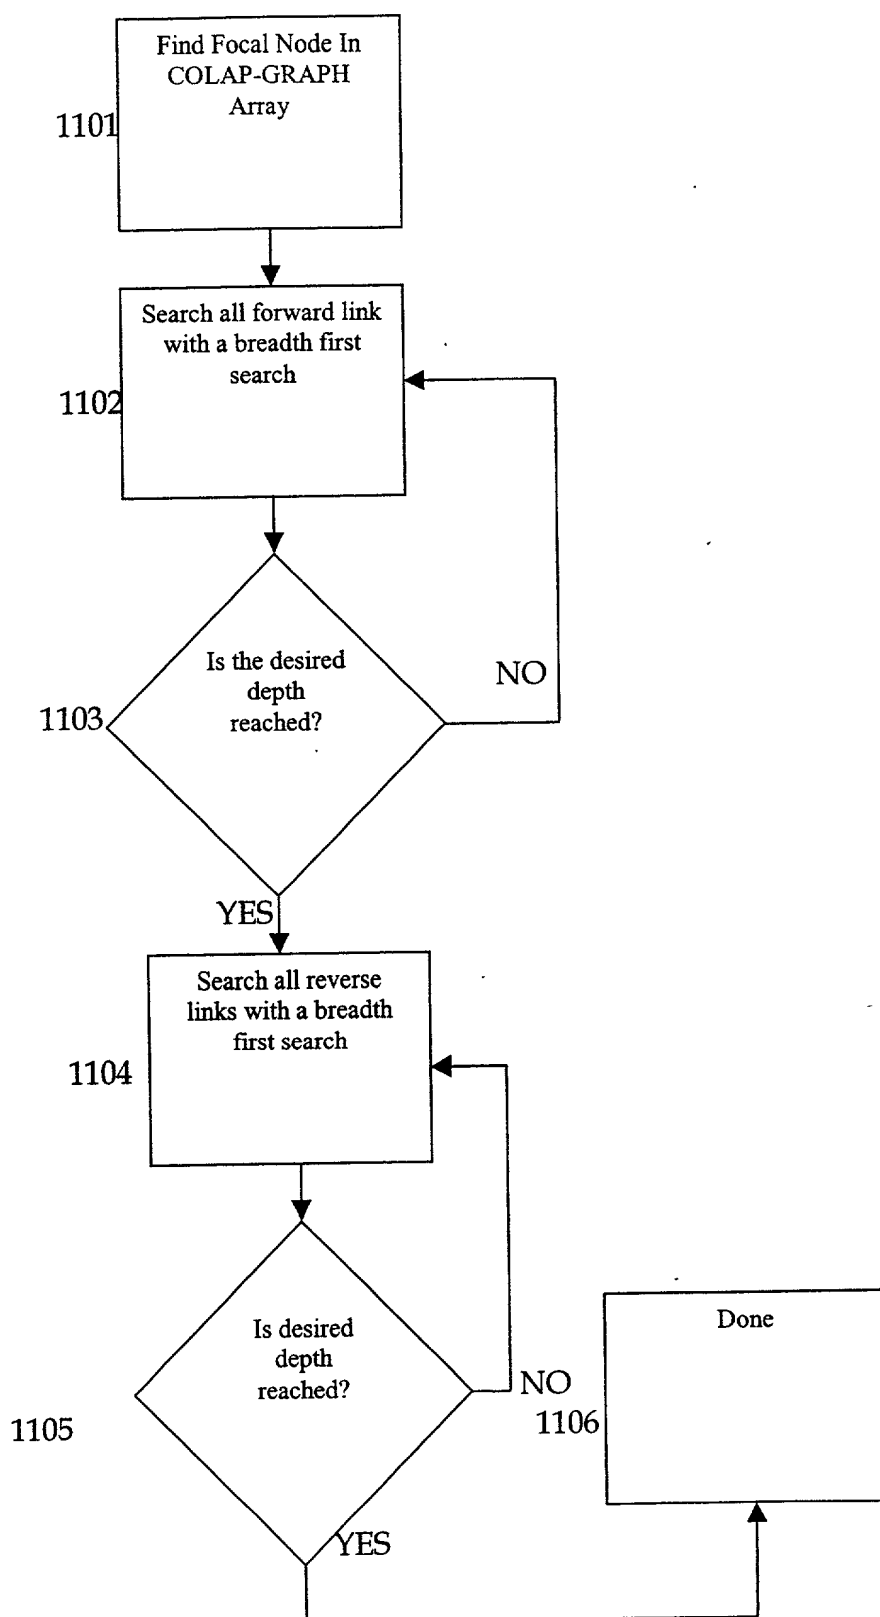 Find Focal Node In
COLAP-GRAPH
Array
1101
Search all forward link
with a breadth first
search
1102
Is the desired
depth
reached?
1103
NO
YES
Search all reverse
links with a breadth
first search
1104
Is desired
depth
reached?
1105
NO
YES
Done
1106